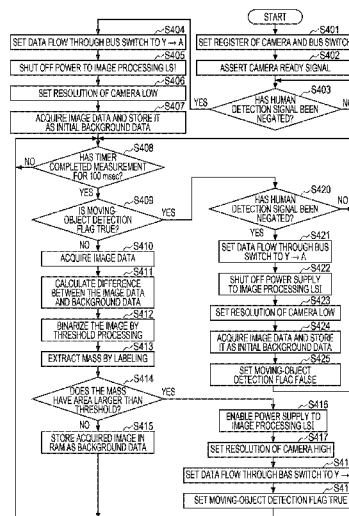 START
S401
SET REGISTER OF CAMERA AND BUS SWITCH
S402
ASSERT CAMERA READY SIGNAL
S403
HAS HUMAN
DETECTION SIGNAL BEEN
NEGATED?
YES
S404
SET DATA FLOW THROUGH BUS SWITCH TO Y → A
S405
SHUT OFF POWER TO IMAGE PROCESSING LSI
S406
SET RESOLUTION OF CAMERA LOW
S407
ACQUIRE IMAGE DATA AND STORE IT
AS INITIAL BACKGROUND DATA
S408
HAS TIMER
COMPLETED MEASUREMENT
FOR 100 msec?
NO
YES
S409
IS MOVING-
OBJECT DETECTION
FLAG TRUE?
YES
NO
S410
ACQUIRE IMAGE DATA
S411
CALCULATE DIFFERENCE
BETWEEN THE IMAGE DATA
AND BACKGROUND DATA
S412
BINARIZE THE IMAGE BY
THRESHOLD PROCESSING
S413
EXTRACT MASS BY LABELING
S414
DOES THE MASS
HAVE AREA LARGER THAN
THRESHOLD?
YES
NO
S415
STORE ACQUIRED IMAGE IN
RAM AS BACKGROUND DATA
S420
HAS HUMAN
DETECTION SIGNAL BEEN
NEGATED?
NO
YES
S421
SET DATA FLOW THROUGH BUS
SWITCH TO Y → A
S422
SHUT OFF POWER SUPPLY
TO IMAGE PROCESSING LSI
S423
SET RESOLUTION OF CAMERA LOW
S424
ACQUIRE IMAGE DATA AND STORE
IT AS INITIAL BACKGROUND DATA
S425
SET MOVING-OBJECT
DETECTION FLAG FALSE
S416
ENABLE POWER SUPPLY TO
IMAGE PROCESSING LSI
S417
SET RESOLUTION OF CAMERA HIGH
S41
SET DATA FLOW THROUGH BAS SWITCH TO Y →
S41
SET MOVING-OBJECT DETECTION FLAG TRUE